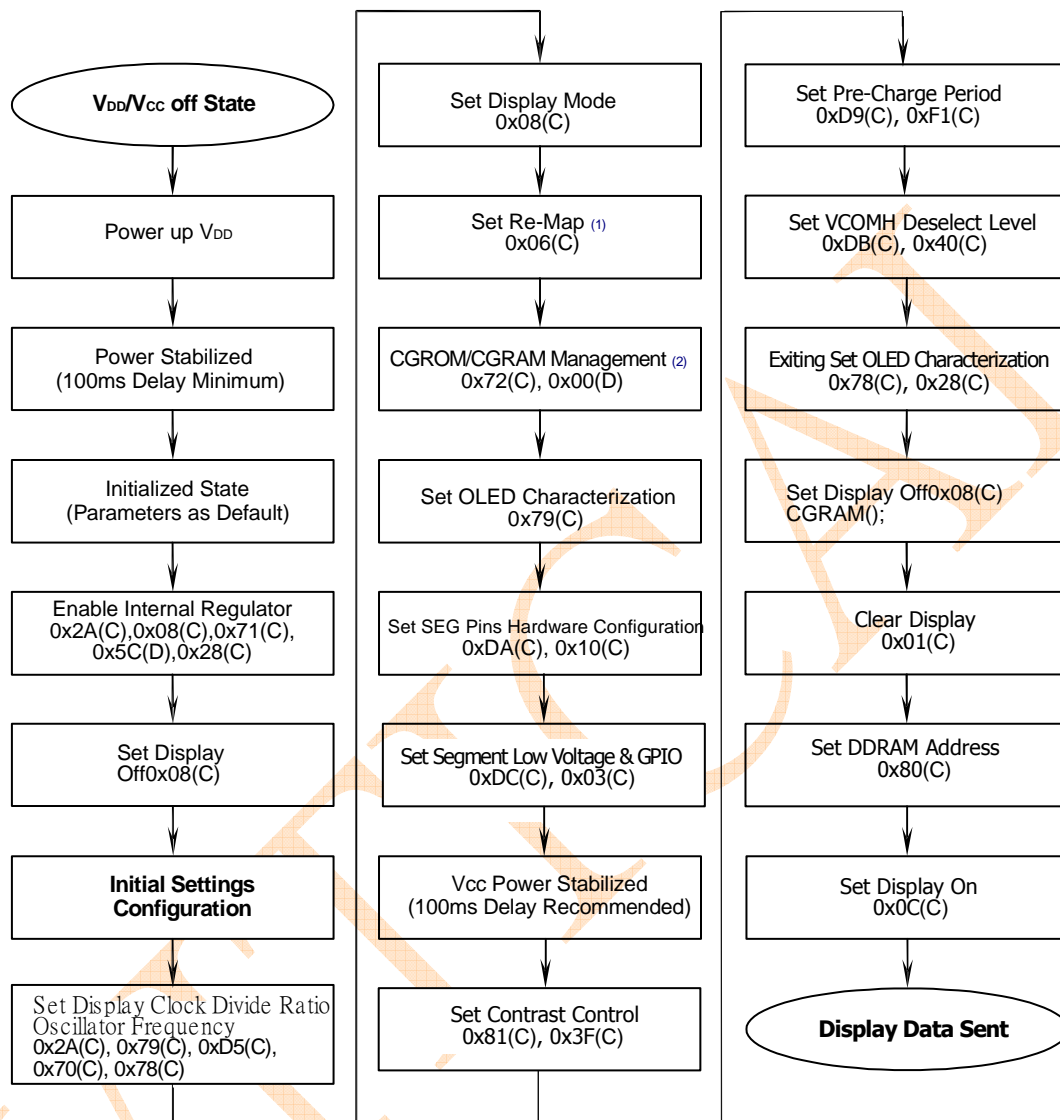 VDD/VCC off State
Power up VDD
Power Stabilized
(100ms Delay Minimum)
Initialized State
(Parameters as Default)
Enable Internal Regulator
0x2A(C),0x08(C),0x71(C),
0x5C(D),0x28(C)
Set Display
Off0x08(C)
Initial Settings
Configuration
Set Display Clock Divide Ratio
Oscillator Frequency
0x2A(C), 0x79(C), 0xD5(C),
0x70(C), 0x78(C)
Set Display Mode
0x08(C)
Set Re-Map (1)
0x06(C)
CGROM/CGRAM Management (2)
0x72(C), 0x00(D)
Set OLED Characterization
0x79(C)
Set SEG Pins Hardware Configuration
0xDA(C), 0x10(C)
Set Segment Low Voltage & GPIO
0xDC(C), 0x03(C)
Vcc Power Stabilized
(100ms Delay Recommended)
Set Contrast Control
0x81(C), 0x3F(C)
Set Pre-Charge Period
0xD9(C), 0xF1(C)
Set VCOMH Deselect Level
0xDB(C), 0x40(C)
Exiting Set OLED Characterization
0x78(C), 0x28(C)
Set Display Off0x08(C)
CGRAM();
Clear Display
0x01(C)
Set DDRAM Address
0x80(C)
Set Display On
0x0C(C)
Display Data Sent